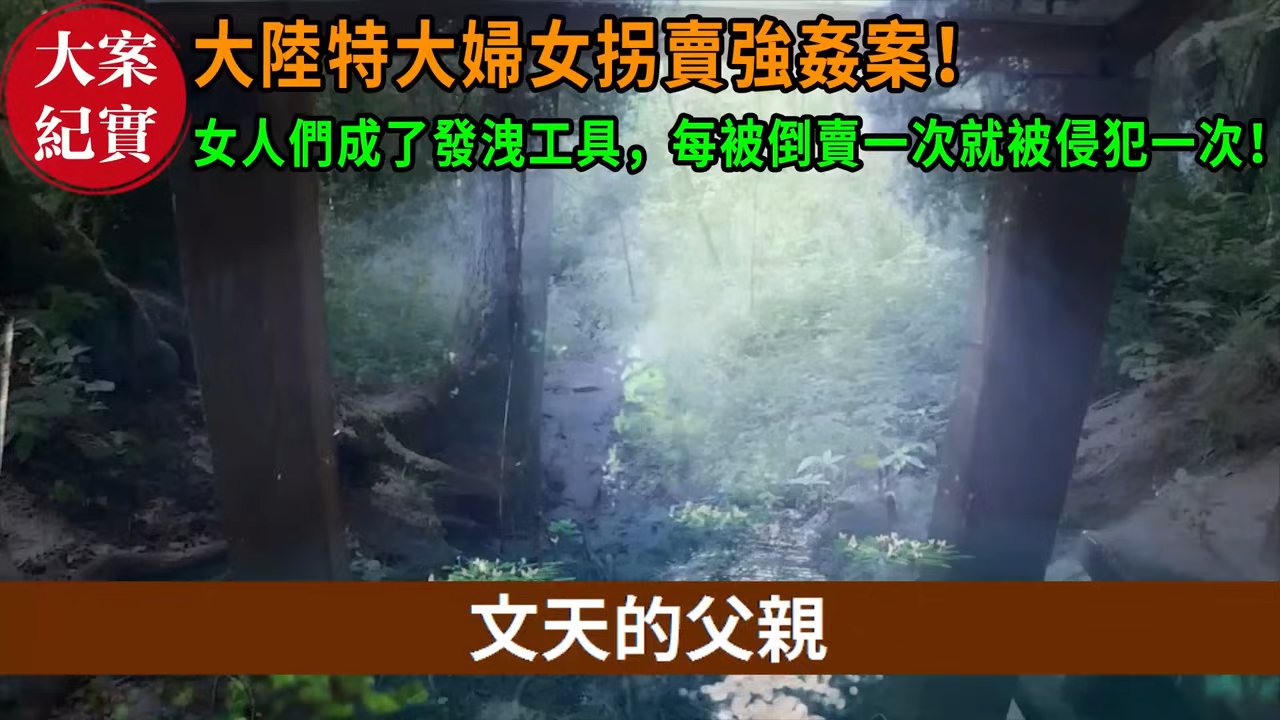 大案
紀實
大陸特大婦女拐賣強姦案！
女人們成了發洩工具，每被倒賣一次就被侵犯一次！
文天的父親